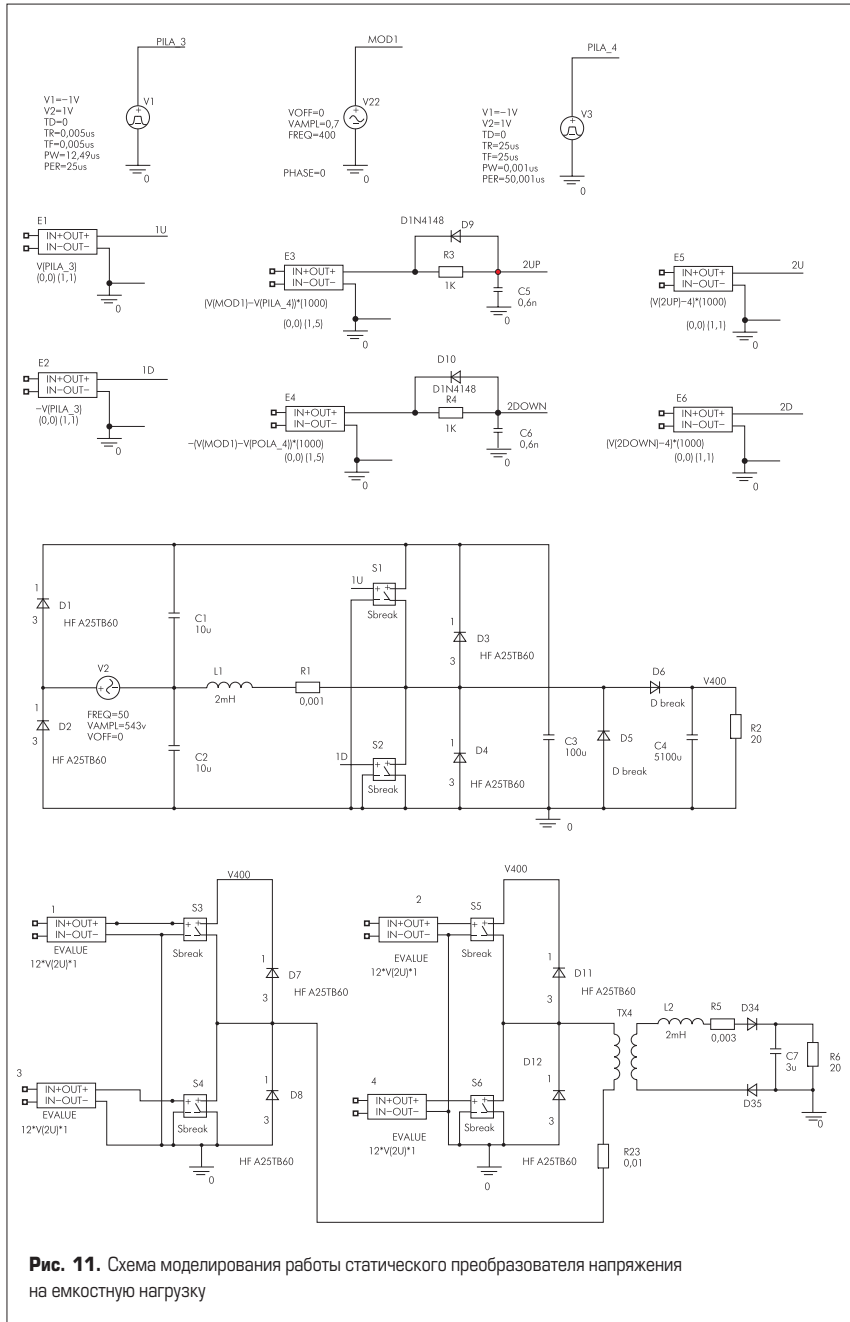 PILA_3
MOD1
PILA_4
V1=−1V
V2=1V
TD=0
TR=0,005us
TF=0,005us
PW=12,49us
PER=25us
V1
0
VOFF=0
VAMPL=0,7
FREQ=400
PHASE=0
V22
0
V1=−1V
V2=1V
TD=0
TR=25us
TF=25us
PW=0,001us
PER=50,001us
V3
0
E1
IN+OUT+
IN−OUT−
1U
V(PILA_3)
(0,0) (1,1)
0
D1N4148
D9
E3
IN+OUT+
IN−OUT−
R3
1K
2UP
C5
0,6n
0
(V(MOD1)−V(PILA_4))*(1000)
(0,0) (1,5)
0
E5
IN+OUT+
IN−OUT−
2U
(V(2UP)−4)*(1000)
(0,0) (1,1)
0
E2
IN+OUT+
IN−OUT−
1D
−V(PILA_3)
(0,0) (1,1)
0
D10
D1N4148
E4
IN+OUT+
IN−OUT−
R4
1K
2DOWN
C6
0,6n
0
−(V(MOD1)−V(POLA_4))*(1000)
(0,0) (1,5)
0
E6
IN+OUT+
IN−OUT−
2D
(V(2DOWN)−4)*(1000)
(0,0) (1,1)
0
1
D1
3
HF A25TB60
C1
10u
1U
S1
Sbreak
1
D3
3
HF A25TB60
V2
FREQ=50
VAMPL=543v
VOFF=0
L1
2mH
R1
0,001
D6
D break
V400
1
D2
3
HF A25TB60
C2
10u
1D
S2
Sbreak
1
D4
3
HF A25TB60
C3
100u
D5
D break
C4
5100u
R2
20
0
V400
1
IN+OUT+
IN−OUT−
EVALUE
12*V(2U)*1
S3
Sbreak
1
D7
3
HF A25TB60
V400
2
IN+OUT+
IN−OUT−
EVALUE
12*V(2U)*1
S5
Sbreak
1
D11
HF A25TB60
3
TX4
L2
2mH
R5
0,003
D34
C7
3u
R6
20
D35
0
3
IN+OUT+
IN−OUT−
EVALUE
12*V(2U)*1
S4
Sbreak
1
D8
3
HF A25TB60
0
4
IN+OUT+
IN−OUT−
EVALUE
12*V(2U)*1
S6
Sbreak
D12
1
3
HF A25TB60
0
R23
0,01
Рис. 11. Схема моделирования работы статического преобразователя напряжения
на емкостную нагрузку